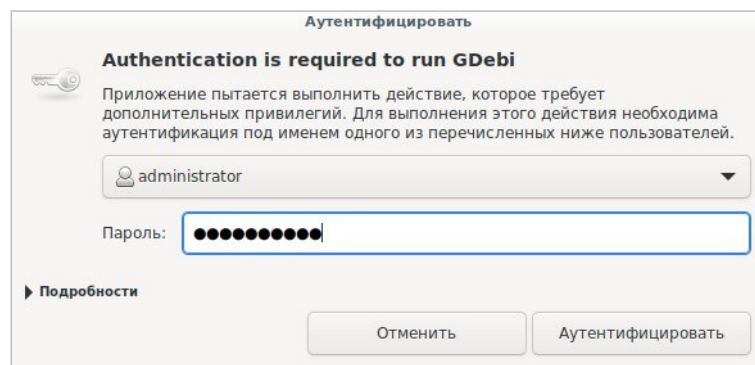 Аутентифицировать
Authentication is required to run GDebi
Приложение пытается выполнить действие, которое требует
дополнительных привилегий. Для выполнения этого действия необходима
аутентификация под именем одного из перечисленных ниже пользователей.
administrator
Пароль: ●●●●●●●●●●
Подробности
Отменить Аутентифицировать